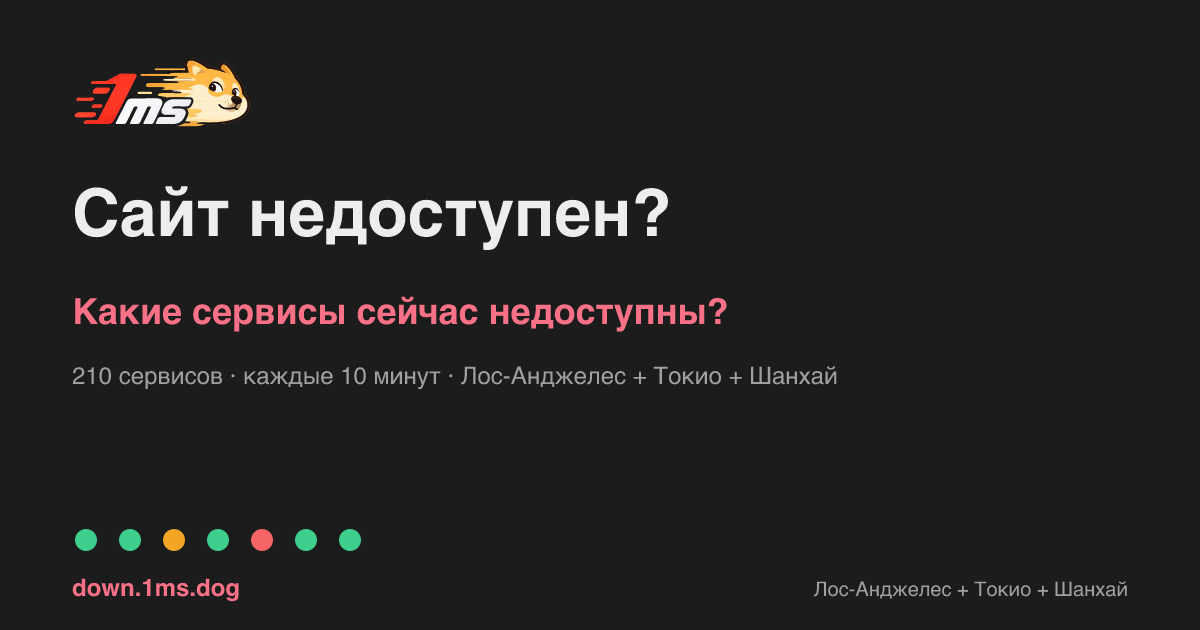 1ms
Сайт недоступен?
Какие сервисы сейчас недоступны?
210 сервисов · каждые 10 минут · Лос-Анджелес + Токио + Шанхай
down.1ms.dog
Лос-Анджелес + Токио + Шанхай